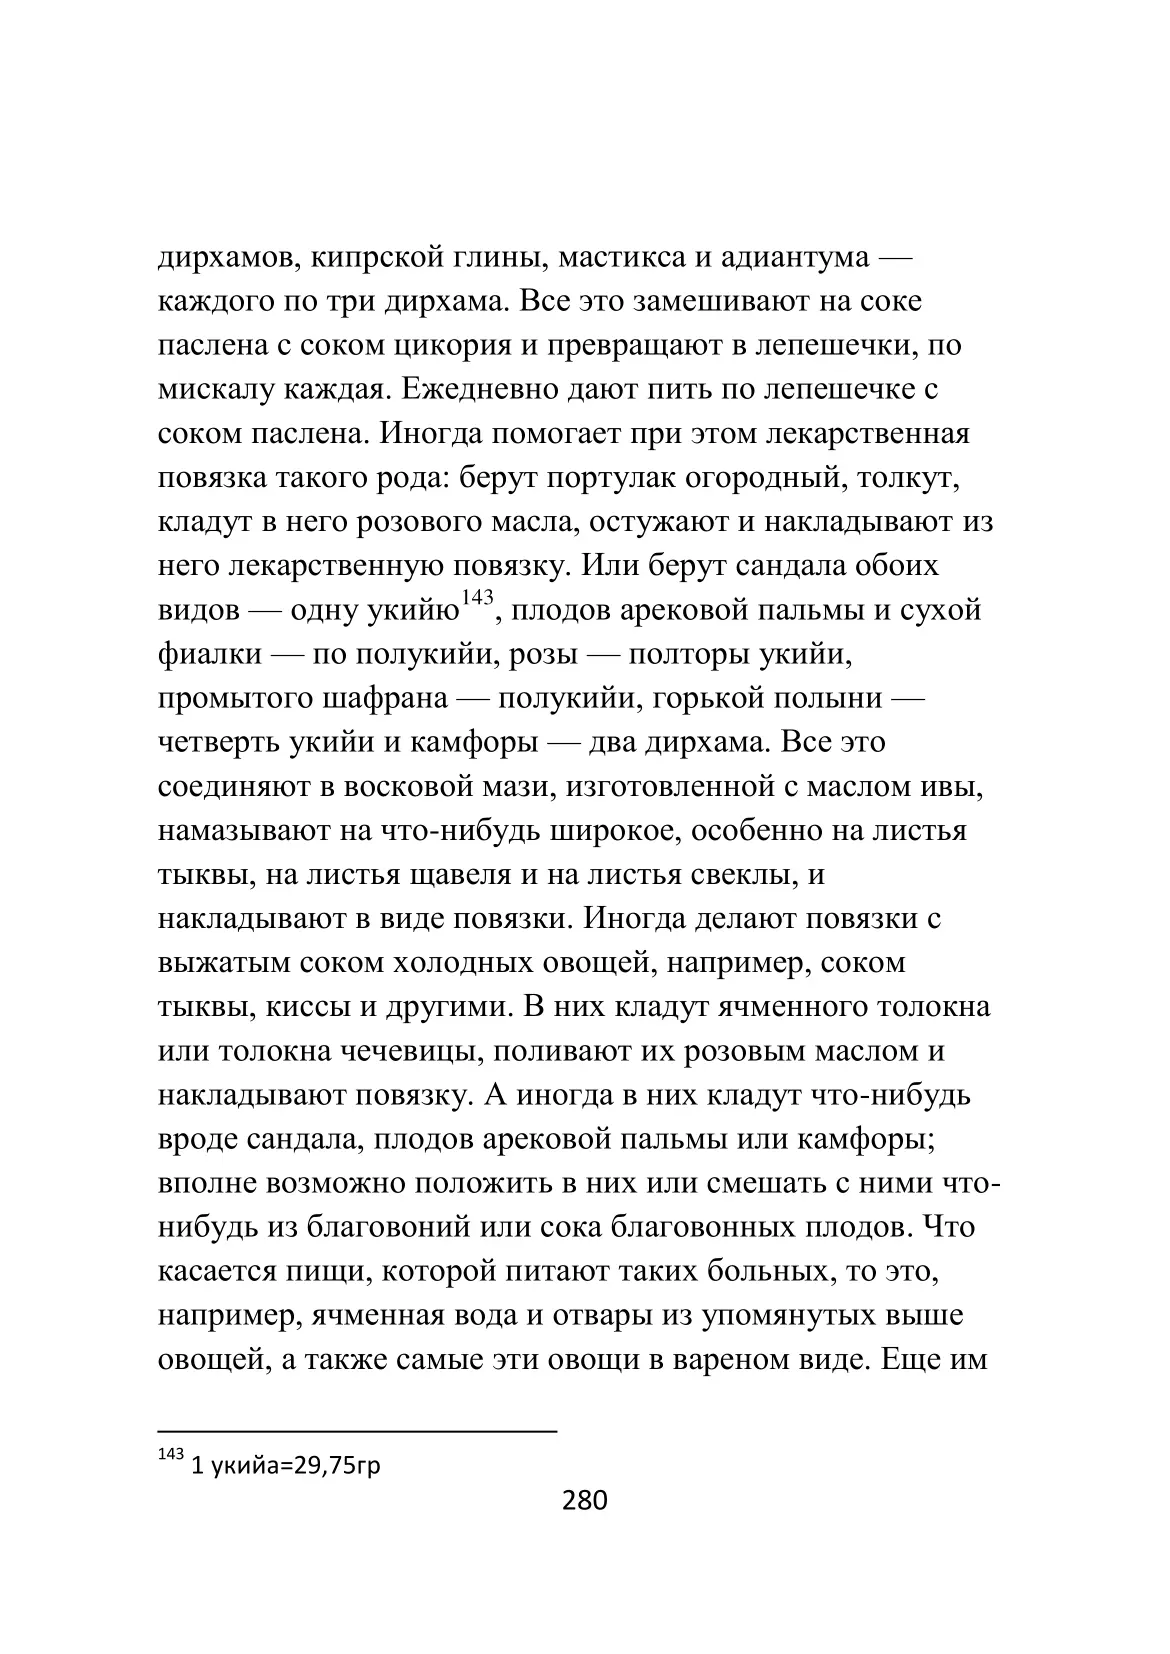 дирхамов, кипрской глины, мастикса и адиантума —
каждого по три дирхама. Все это замешивают на соке
паслена с соком цикория и превращают в лепешечки, по
мискалу каждая. Ежедневно дают пить по лепешечке с
соком паслена. Иногда помогает при этом лекарственная
повязка такого рода: берут портулак огородный, толкут,
кладут в него розового масла, остужают и накладывают из
него лекарственную повязку. Или берут сандала обоих
видов — одну укийю143, плодов арековой пальмы и сухой
фиалки — по полукийи, розы — полторы укийи,
промытого шафрана — полукийи, горькой полыни —
четверть укийи и камфоры — два дирхама. Все это
соединяют в восковой мази, изготовленной с маслом ивы,
намазывают на что-нибудь широкое, особенно на листья
тыквы, на листья щавеля и на листья свеклы, и
накладывают в виде повязки. Иногда делают повязки с
выжатым соком холодных овощей, например, соком
тыквы, киссы и другими. В них кладут ячменного толокна
или толокна чечевицы, поливают их розовым маслом и
накладывают повязку. А иногда в них кладут что-нибудь
вроде сандала, плодов арековой пальмы или камфоры;
вполне возможно положить в них или смешать с ними что-
нибудь из благовоний или сока благовонных плодов. Что
касается пищи, которой питают таких больных, то это,
например, ячменная вода и отвары из упомянутых выше
овощей, а также самые эти овощи в вареном виде. Еще им
143 1 укийа=29,75гр
280